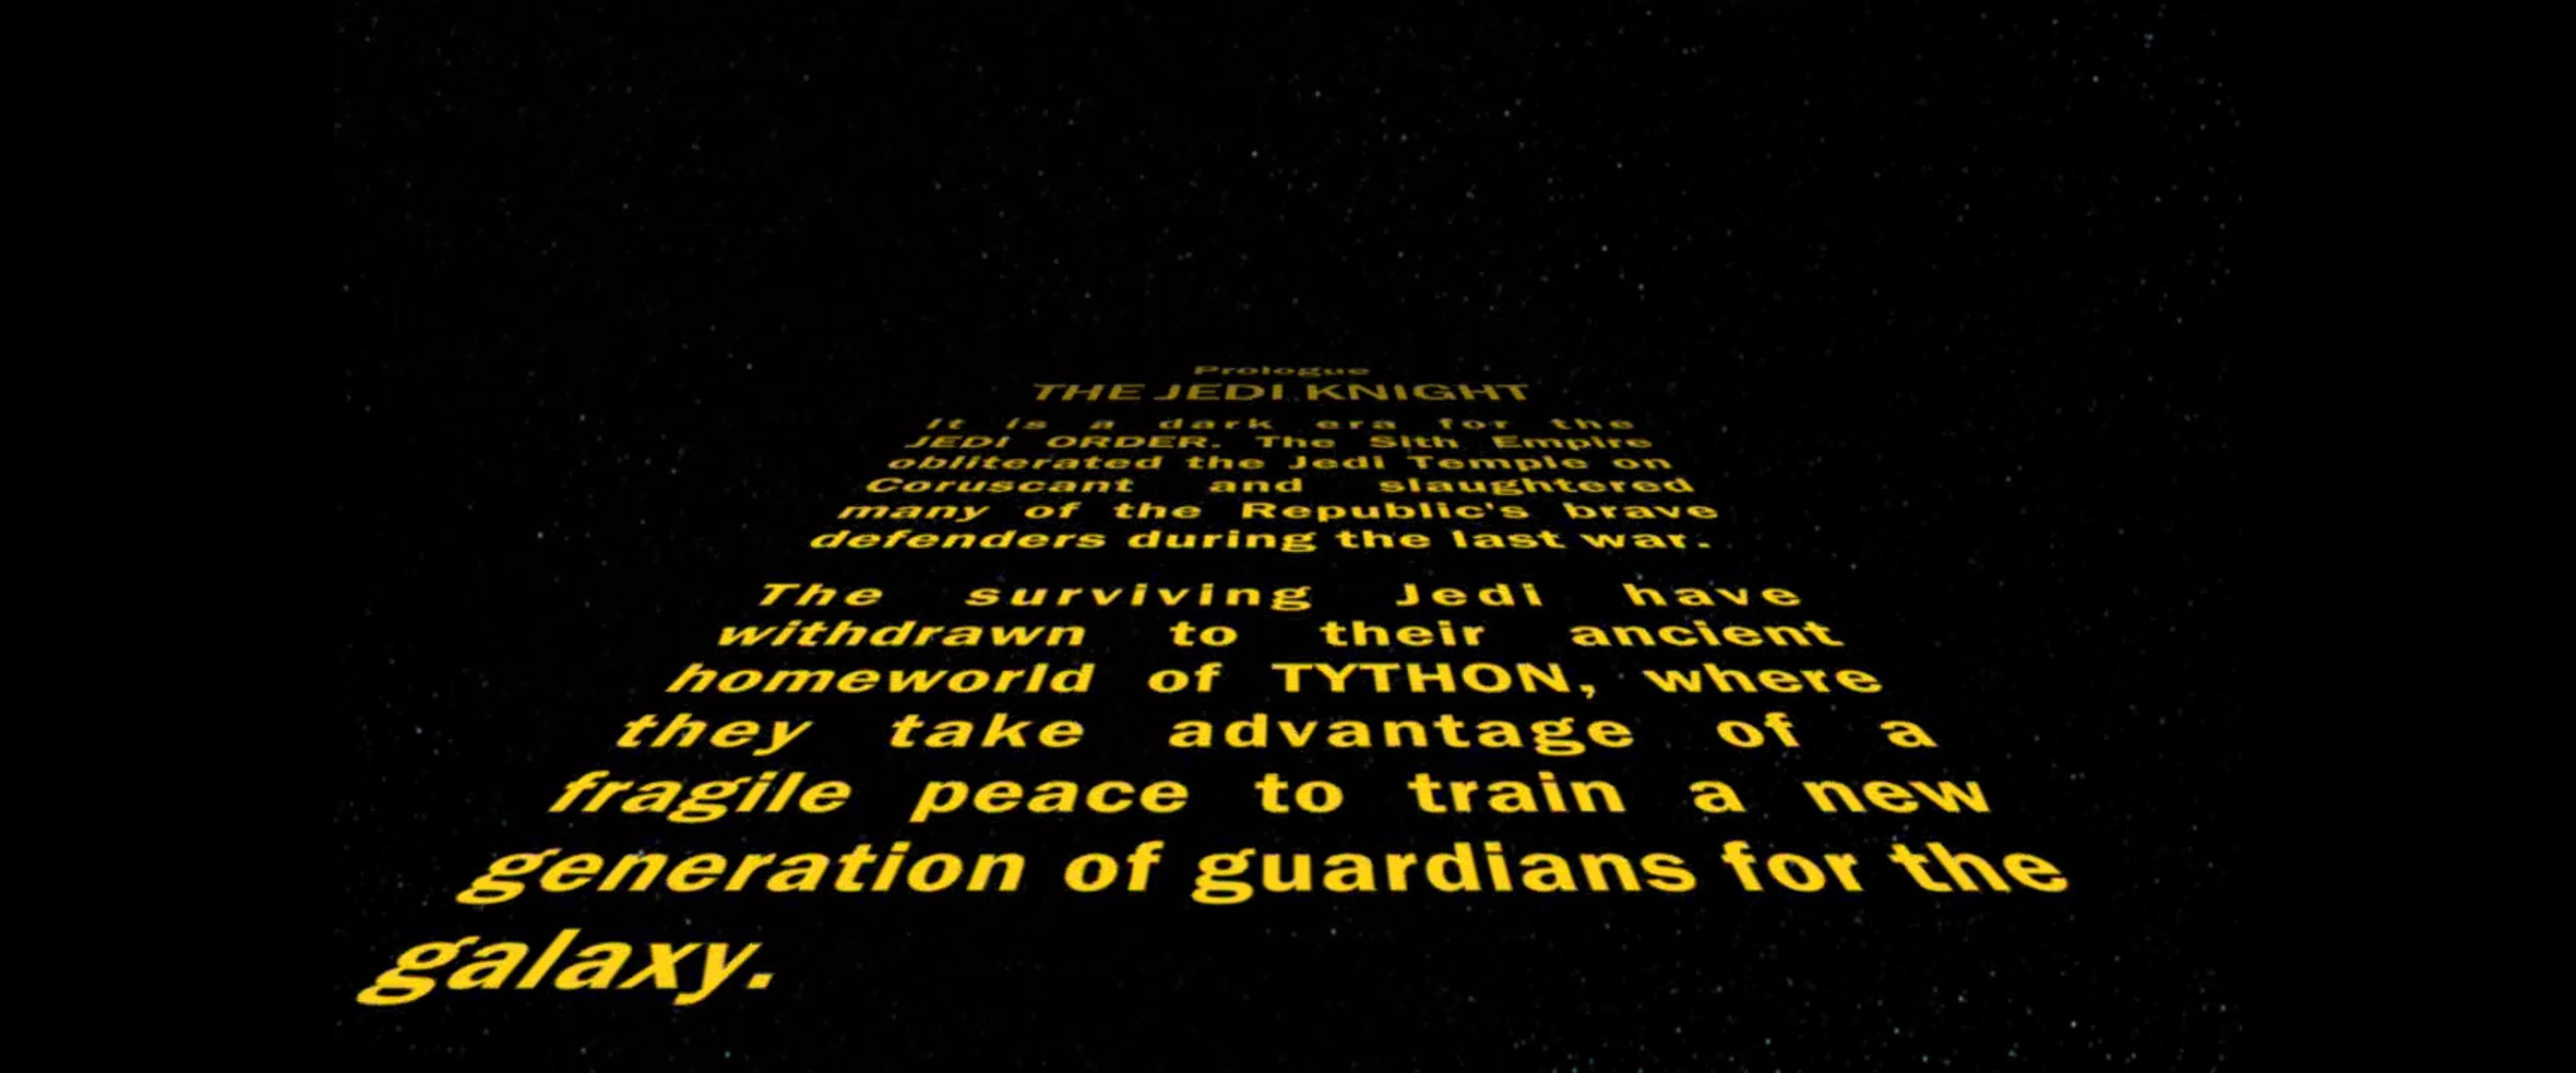 Prologue
THE JEDI KNIGHT
It is a dark era for the
JEDI ORDER. The Sith Empire
obliterated the Jedi Temple on
Coruscant and slaughtered
many of the Republic's brave
defenders during the last war.
The surviving Jedi have
withdrawn to their ancient
homeworld of TYTHON, where
they take advantage of a
fragile peace to train a new
generation of guardians for the
galaxy.